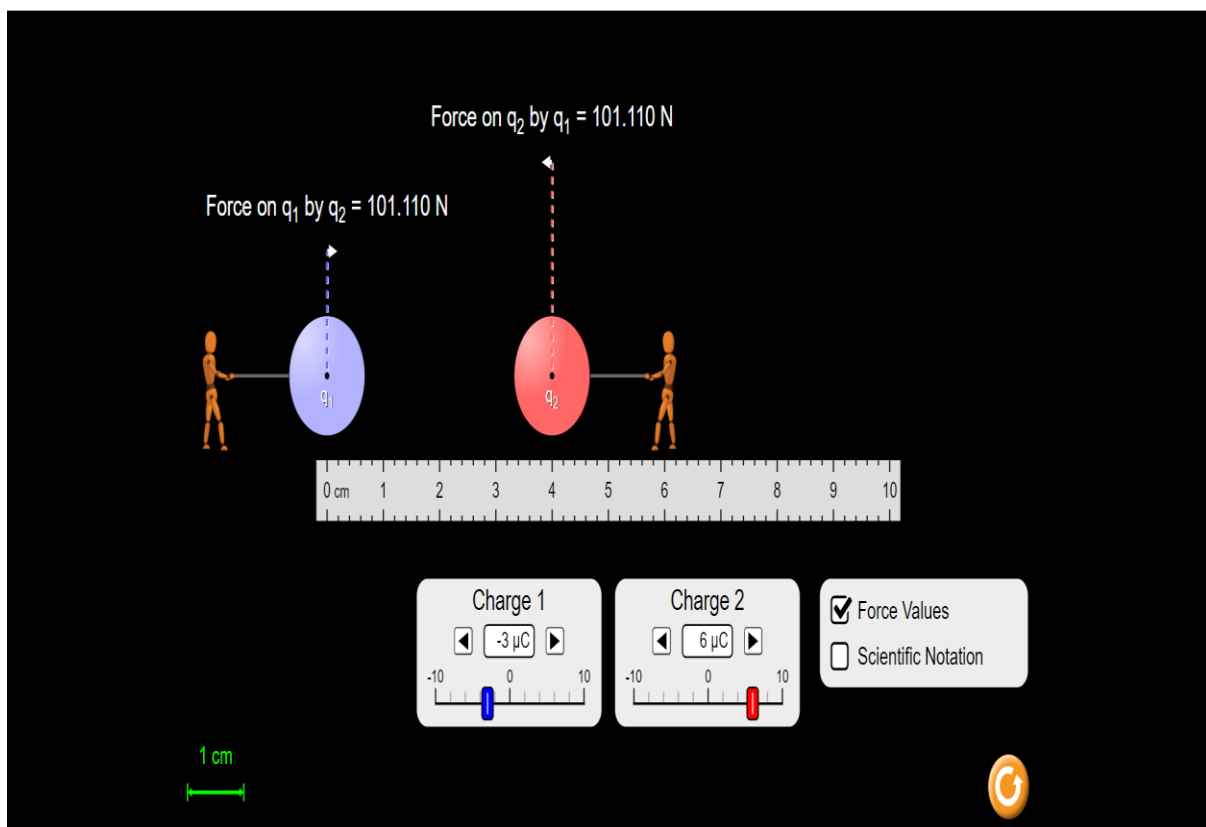 Force on q₂ by q₁ = 101.110 N
Force on q₁ by q₂ = 101.110 N
q₁
q₂
0 cm 1 2 3 4 5 6 7 8 9 10
Charge 1
-3 μC
-10 0 10
Charge 2
6 μC
-10 0 10
Force Values
Scientific Notation
1 cm